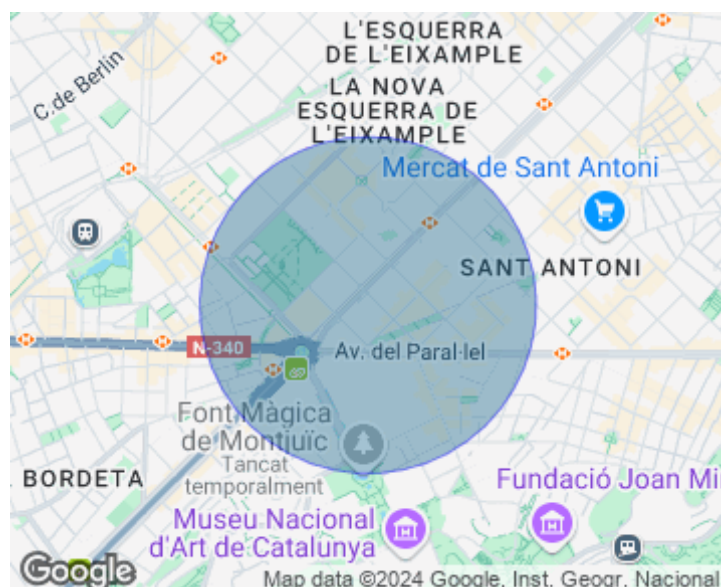 L'ESQUERRA
DE L'EIXAMPLE
C. de Berlin
LA NOVA
ESQUERRA DE
L'EIXAMPLE
Mercat de Sant Antoni
SANT ANTONI
N-340
Av. del Paral·lel
Font Màgica
de Montjuïc
Tancat
temporalment
BORDETA
Fundació Joan Mi
Museu Nacional
d'Art de Catalunya
Google
Map data ©2024 Google, Inst. Geogr. Nacional